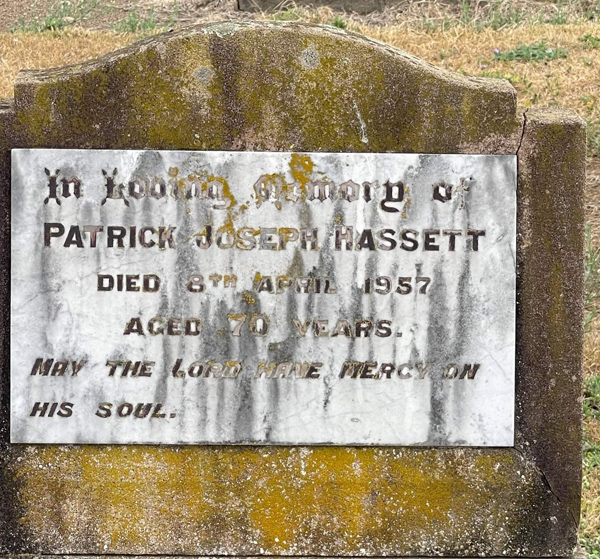 In Loving Memory of
PATRICK JOSEPH HASSETT
DIED 8TH APRIL 1957
AGED 70 YEARS.
MAY THE LORD HAVE MERCY ON
HIS SOUL.